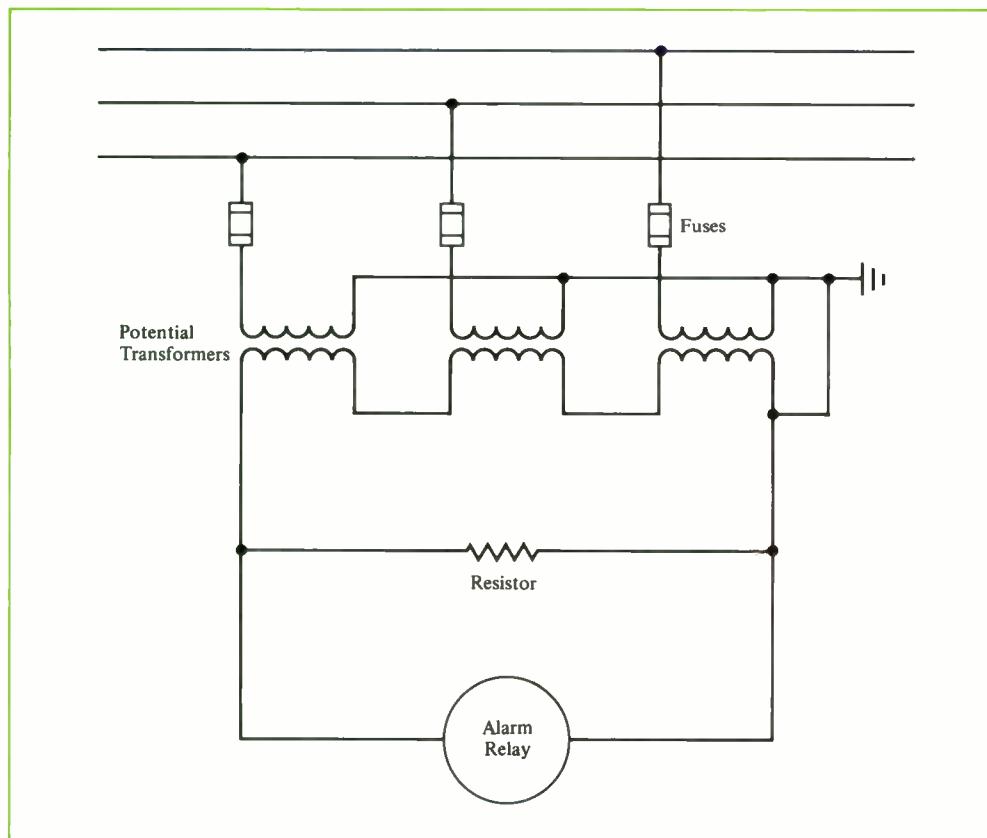 Fuses
Potential
Transformers
Resistor
Alarm
Relay